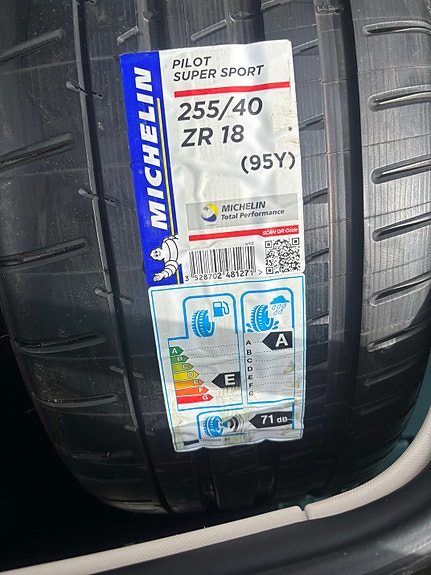 MICHELIN
PILOT
SUPER SPORT
255/40
ZR 18 *
(95Y)
MICHELIN
Total Performance
SCAN QR Code
3 528702 481271 >
A
B
C
D
E
F
G
E
A
B
C
D
E
F
G
A
71 dB